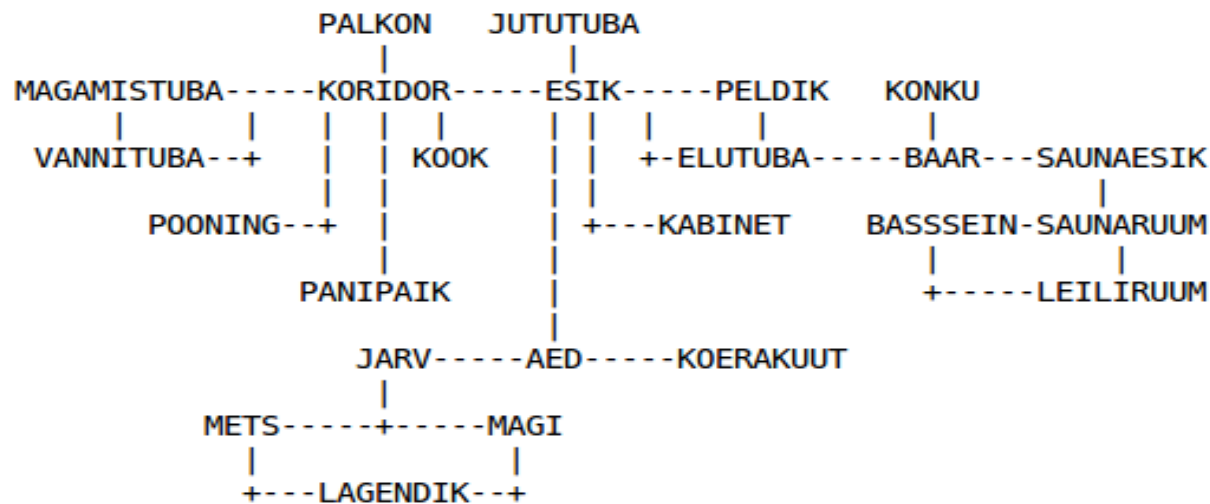 PALKON JUTUTUBA
MAGAMISTUBA-----KORIDOR-----ESIK-----PELDIK KONKU
VANNITUBA--+ KOOK +-ELUTUBA-----BAAR---SAUNAESIK
POONING--+ +---KABINET BASSSEIN-SAUNARUUM
PANIPAIK +-----LEILIRUUM
JARV-----AED-----KOERAKUUT
METS-----+-----MAGI
+---LAGENDIK--+